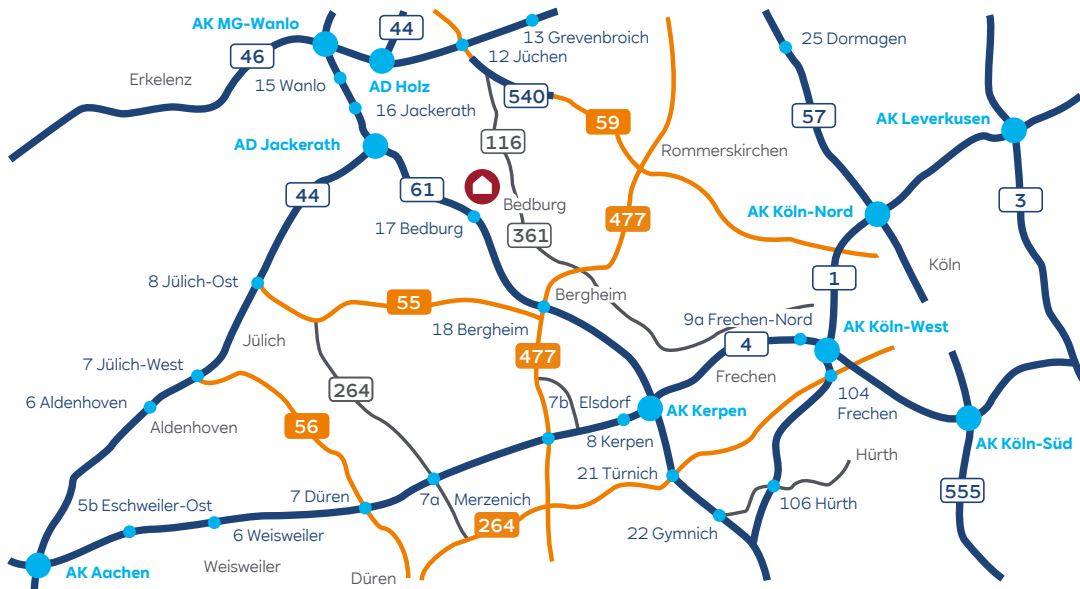 AK MG-Wanlo
44
13 Grevenbroich
12 Jüchen
25 Dormagen
46
AD Holz
Erkelenz
15 Wanlo
540
16 Jackerath
57
AK Leverkusen
59
AD Jackerath
116
Rommerskirchen
44
61
Bedburg
3
AK Köln-Nord
477
17 Bedburg
361
Köln
8 Jülich-Ost
1
55
Bergheim
18 Bergheim
9a Frechen-Nord
AK Köln-West
Jülich
4
477
7 Jülich-West
Frechen
264
104
Frechen
6 Aldenhoven
7b
Elsdorf
AK Kerpen
Aldenhoven
56
8 Kerpen
AK Köln-Süd
Hürth
21 Türnich
555
7 Düren
7a
Merzenich
5b Eschweiler-Ost
106 Hürth
264
6 Weisweiler
22 Gymnich
Weisweiler
AK Aachen
Düren